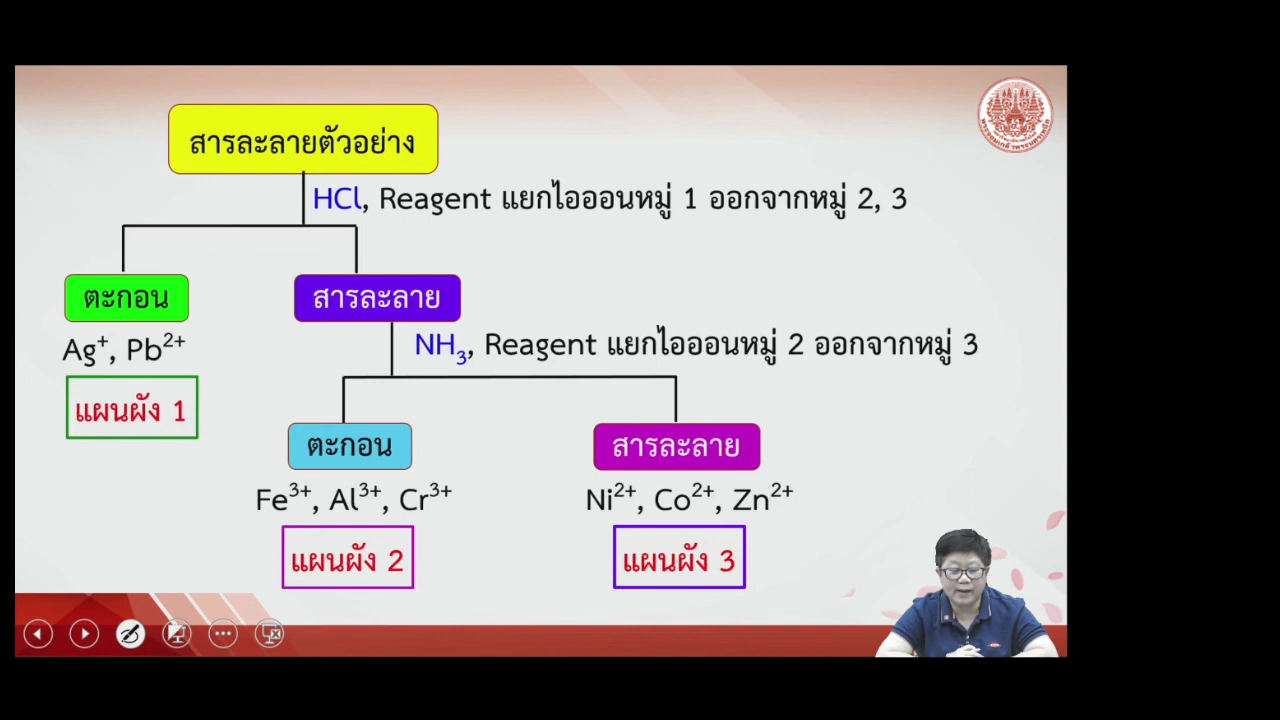 สารละลายตัวอย่าง
HCl, Reagent แยกไอออนหมู่ 1 ออกจากหมู่ 2, 3
ตะกอน
สารละลาย
Ag⁺, Pb²⁺
NH₃, Reagent แยกไอออนหมู่ 2 ออกจากหมู่ 3
แผนผัง 1
ตะกอน
สารละลาย
Fe³⁺, Al³⁺, Cr³⁺
Ni²⁺, Co²⁺, Zn²⁺
แผนผัง 2
แผนผัง 3